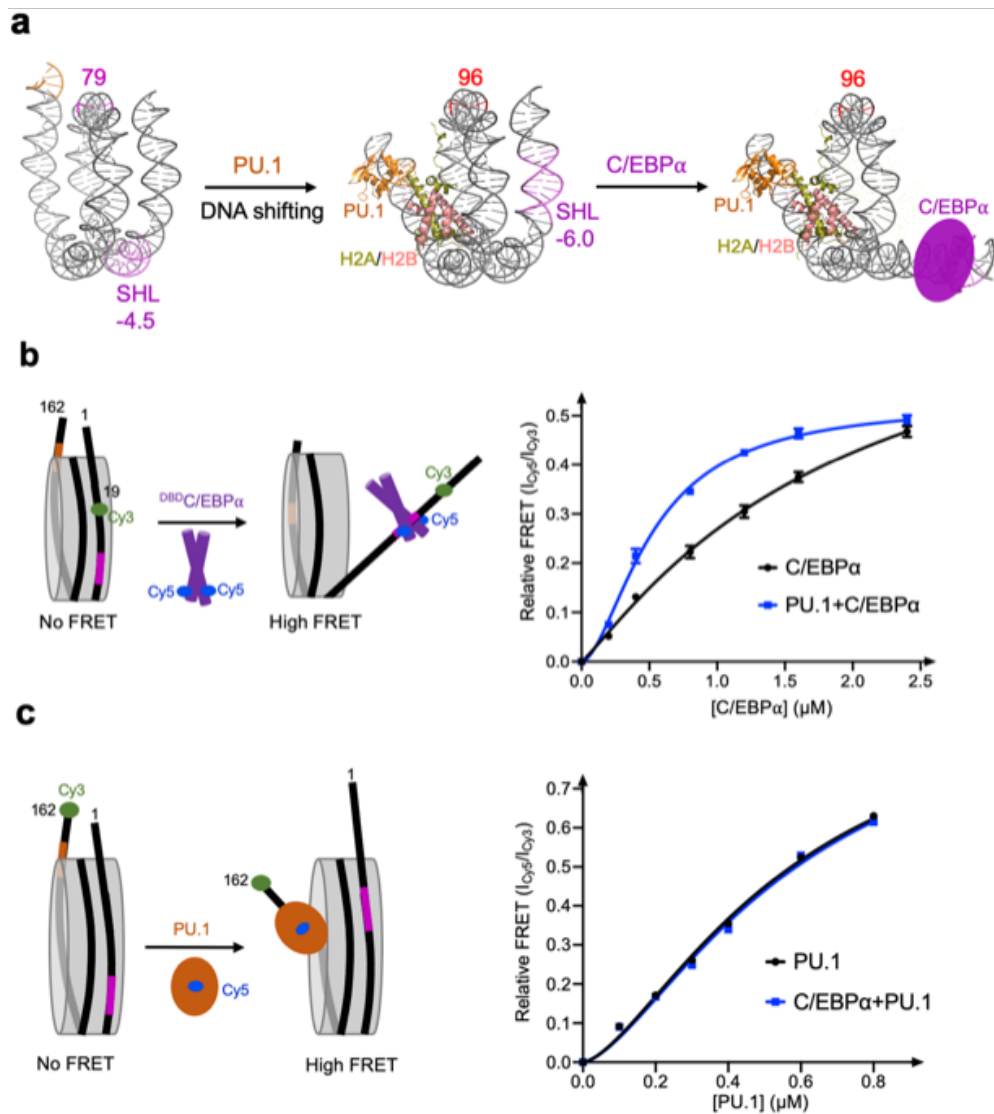 a
79
96
96
PU.1
DNA shifting
C/EBPα
PU.1
H2A/H2B
SHL
-4.5
SHL
-6.0
PU.1
H2A/H2B
C/EBPα
b
162
1
19
Cy3
DBDC/EBPα
Cy5
Cy5
No FRET
Cy3
Cy5
High FRET
Relative FRET (ICy5/ICy3)
0.5
0.4
0.3
0.2
0.1
0.0
0.0
0.5
1.0
1.5
2.0
2.5
[C/EBPα] (μM)
C/EBPα
PU.1+C/EBPα
c
Cy3
162
1
PU.1
Cy5
No FRET
1
162
High FRET
Relative FRET (ICy5/ICy3)
0.7
0.6
0.5
0.4
0.3
0.2
0.1
0.0
0.0
0.2
0.4
0.6
0.8
[PU.1] (μM)
PU.1
C/EBPα+PU.1